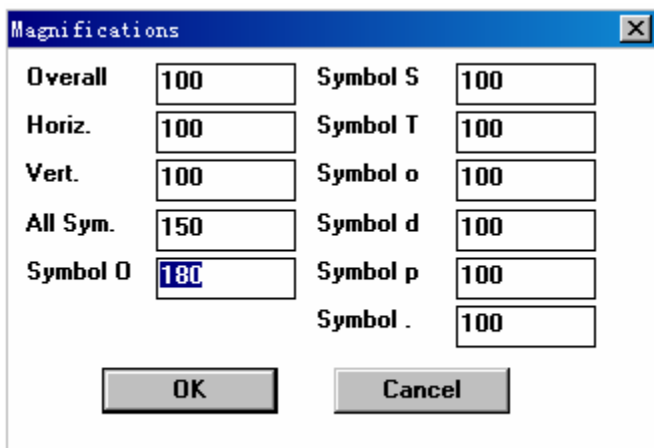 Magnifications
Overall 100 Symbol S 100
Horiz. 100 Symbol T 100
Vert. 100 Symbol o 100
All Sym. 150 Symbol d 100
Symbol O 180 Symbol p 100
Symbol . 100
OK Cancel